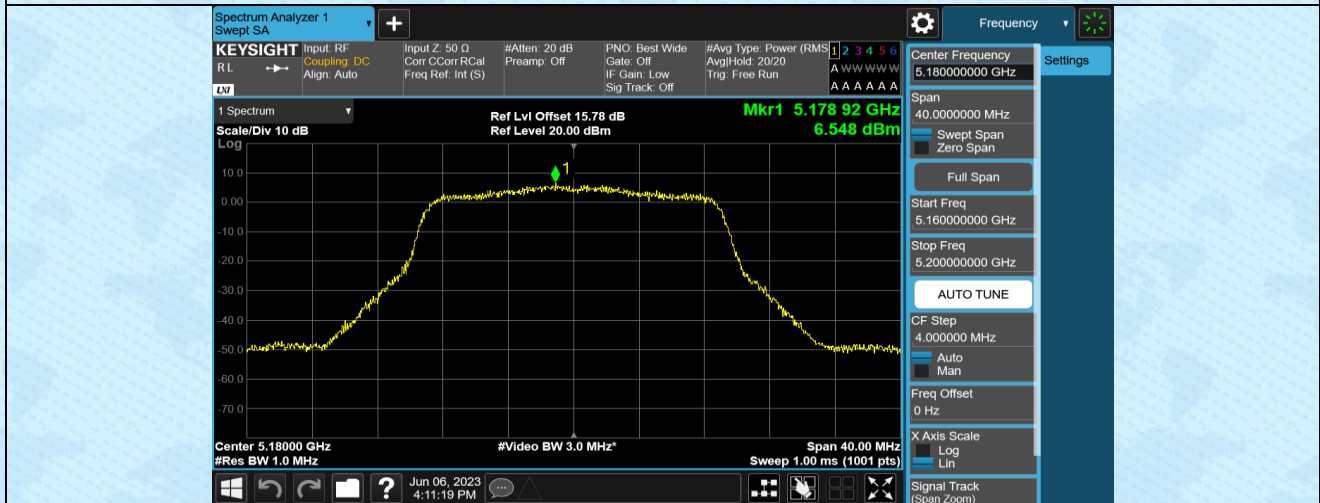 Spectrum Analyzer 1
Swept SA
+
Frequency
KEYSIGHT
RL
LXI
Input: RF
Coupling: DC
Align: Auto
Input Z: 50 Ω
Corr CCorr RCal
Freq Ref: Int (S)
#Atten: 20 dB
Preamp: Off
PNO: Best Wide
Gate: Off
IF Gain: Low
Sig Track: Off
#Avg Type: Power (RMS
Avg|Hold: 20/20
Trig: Free Run
1 2 3 4 5 6
A W W W W W
A A A A A A
Center Frequency
5.180000000 GHz
Settings
1 Spectrum
Scale/Div 10 dB
Log
Ref Lvl Offset 15.78 dB
Ref Level 20.00 dBm
Mkr1 5.178 92 GHz
6.548 dBm
1
10.0
0.00
-10.0
-20.0
-30.0
-40.0
-50.0
-60.0
-70.0
Center 5.18000 GHz
#Res BW 1.0 MHz
#Video BW 3.0 MHz*
Span 40.00 MHz
Sweep 1.00 ms (1001 pts)
Span
40.0000000 MHz
Swept Span
Zero Span
Full Span
Start Freq
5.160000000 GHz
Stop Freq
5.200000000 GHz
AUTO TUNE
CF Step
4.000000 MHz
Auto
Man
Freq Offset
0 Hz
X Axis Scale
Log
Lin
Signal Track
(Span Zoom)
?
Jun 06, 2023
4:11:19 PM